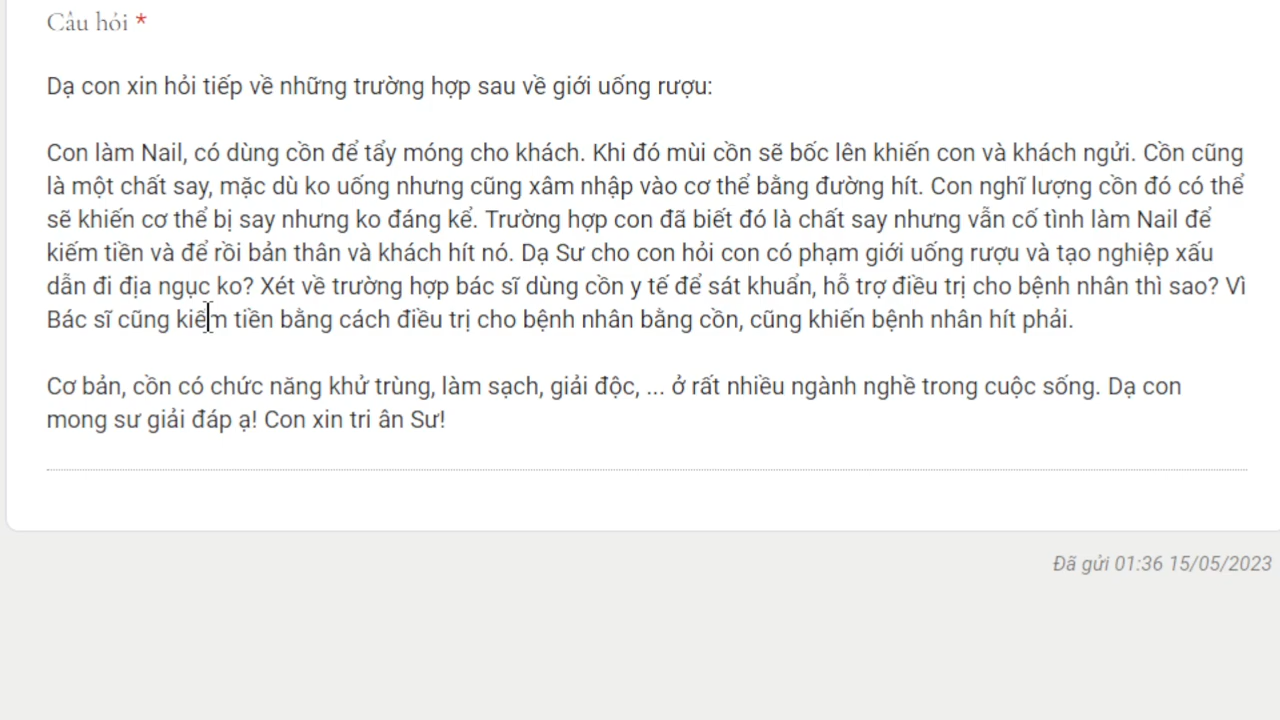 Câu hỏi *
Dạ con xin hỏi tiếp về những trường hợp sau về giới uống rượu:
Con làm Nail, có dùng cồn để tẩy móng cho khách. Khi đó mùi cồn sẽ bốc lên khiến con và khách ngửi. Cồn cũng
là một chất say, mặc dù ko uống nhưng cũng xâm nhập vào cơ thể bằng đường hít. Con nghĩ lượng cồn đó có thể
sẽ khiến cơ thể bị say nhưng ko đáng kể. Trường hợp con đã biết đó là chất say nhưng vẫn cố tình làm Nail để
kiếm tiền và để rồi bản thân và khách hít nó. Dạ Sư cho con hỏi con có phạm giới uống rượu và tạo nghiệp xấu
dẫn đi địa ngục ko? Xét về trường hợp bác sĩ dùng cồn y tế để sát khuẩn, hỗ trợ điều trị cho bệnh nhân thì sao? Vì
Bác sĩ cũng kiếm tiền bằng cách điều trị cho bệnh nhân bằng cồn, cũng khiến bệnh nhân hít phải.
Cơ bản, cồn có chức năng khử trùng, làm sạch, giải độc, ... ở rất nhiều ngành nghề trong cuộc sống. Dạ con
mong sư giải đáp ạ! Con xin tri ân Sư!
Đã gửi 01:36 15/05/2023